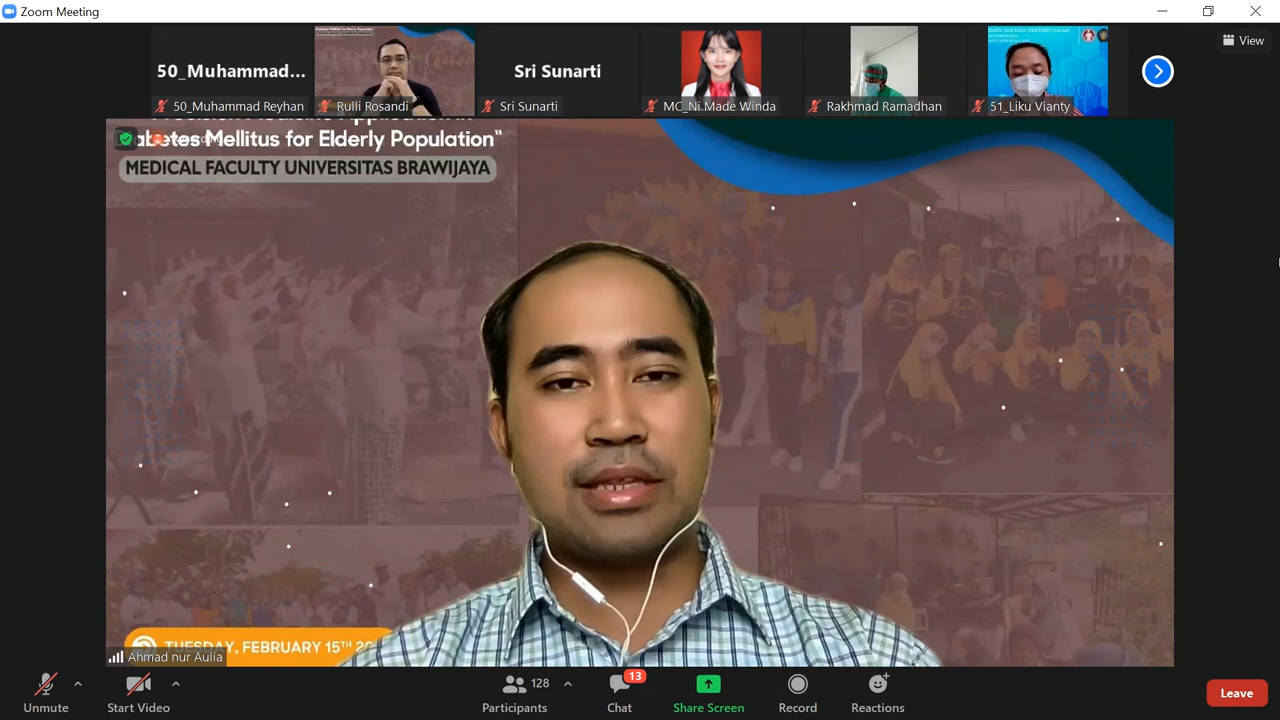 Zoom Meeting
View
50_Muhammad...
Sri Sunarti
50_Muhammad Reyhan
Rulli Rosandi
Sri Sunarti
MC_Ni Made Winda
Rakhmad Ramadhan
51_Liku Vianty
Mellitus for Elderly Population"
MEDICAL FACULTY UNIVERSITAS BRAWIJAYA
TUESDAY, FEBRUARY 15TH
Ahmad nur Aulia
Unmute
Start Video
128
Participants
13
Chat
Share Screen
Record
Reactions
Leave